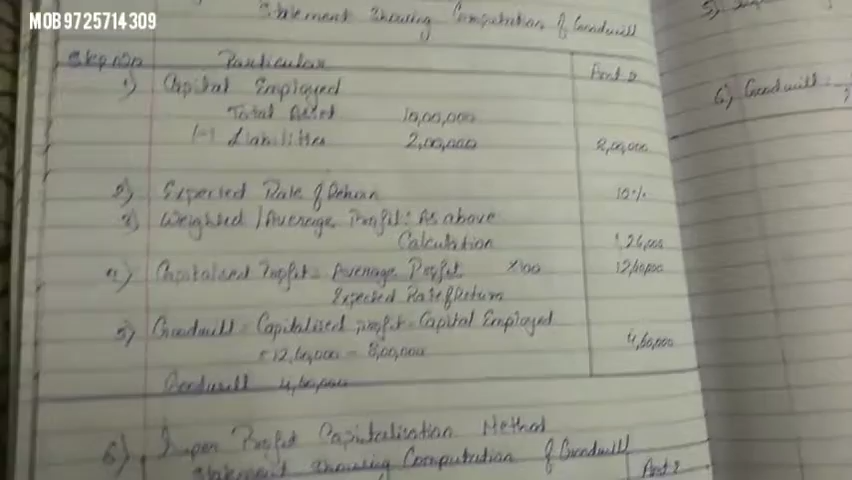 MOB 9725714309
Statement Showing Computation of Goodwill
Step no Particular Amt ₹
1) Capital Employed
Total Asset 10,00,000
(-) Liabilities 2,00,000 8,00,000
2) Expected Rate of Return 10%
3) Weighted / Average Profit: As above
Calculation 1,26,000
4) Capitalised Profit = Average Profit X100 12,60,000
Expected Rate of Return
5) Goodwill = Capitalised profit - Capital Employed
= 12,60,000 - 8,00,000 4,60,000
Goodwill 4,60,000
6) Super Profit Capitalisation Method
Statement Showing Computation of Goodwill
Amt ₹
5)
6) Goodwill =